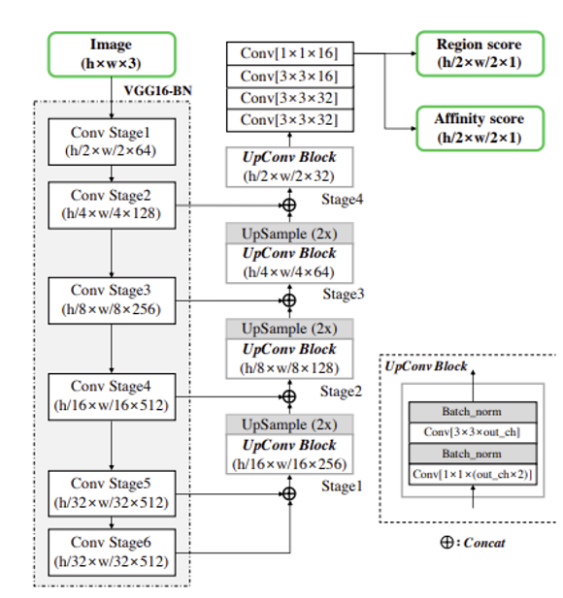 Image
(h×w×3)
VGG16-BN
Conv Stage1
(h/2×w/2×64)
Conv Stage2
(h/4×w/4×128)
Conv Stage3
(h/8×w/8×256)
Conv Stage4
(h/16×w/16×512)
Conv Stage5
(h/32×w/32×512)
Conv Stage6
(h/32×w/32×512)
Conv[1×1×16]
Conv[3×3×16]
Conv[3×3×32]
Conv[3×3×32]
UpConv Block
(h/2×w/2×32)
Stage4
UpSample (2x)
UpConv Block
(h/4×w/4×64)
Stage3
UpSample (2x)
UpConv Block
(h/8×w/8×128)
Stage2
UpSample (2x)
UpConv Block
(h/16×w/16×256)
Stage1
Region score
(h/2×w/2×1)
Affinity score
(h/2×w/2×1)
UpConv Block
Batch_norm
Conv[3×3×out_ch]
Batch_norm
Conv[1×1×(out_ch×2)]
⊕: Concat